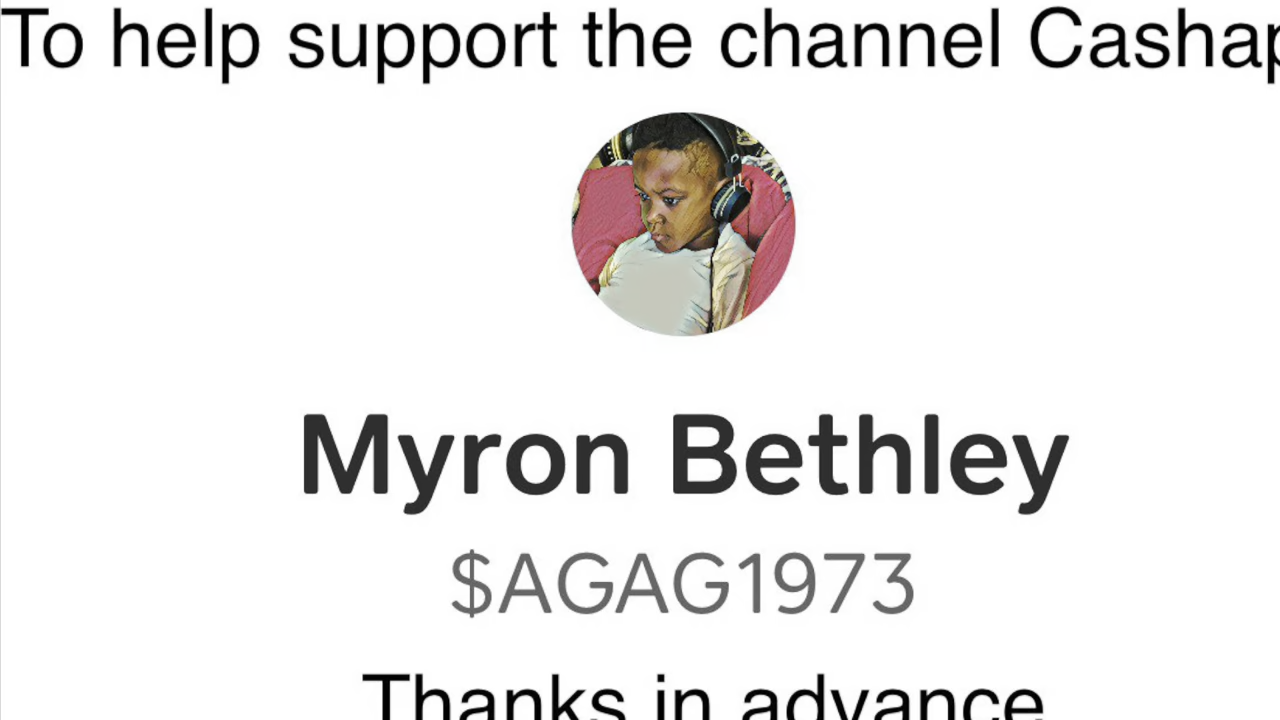 To help support the channel Cashap
Myron Bethley
$AGAG1973
Thanks in advance